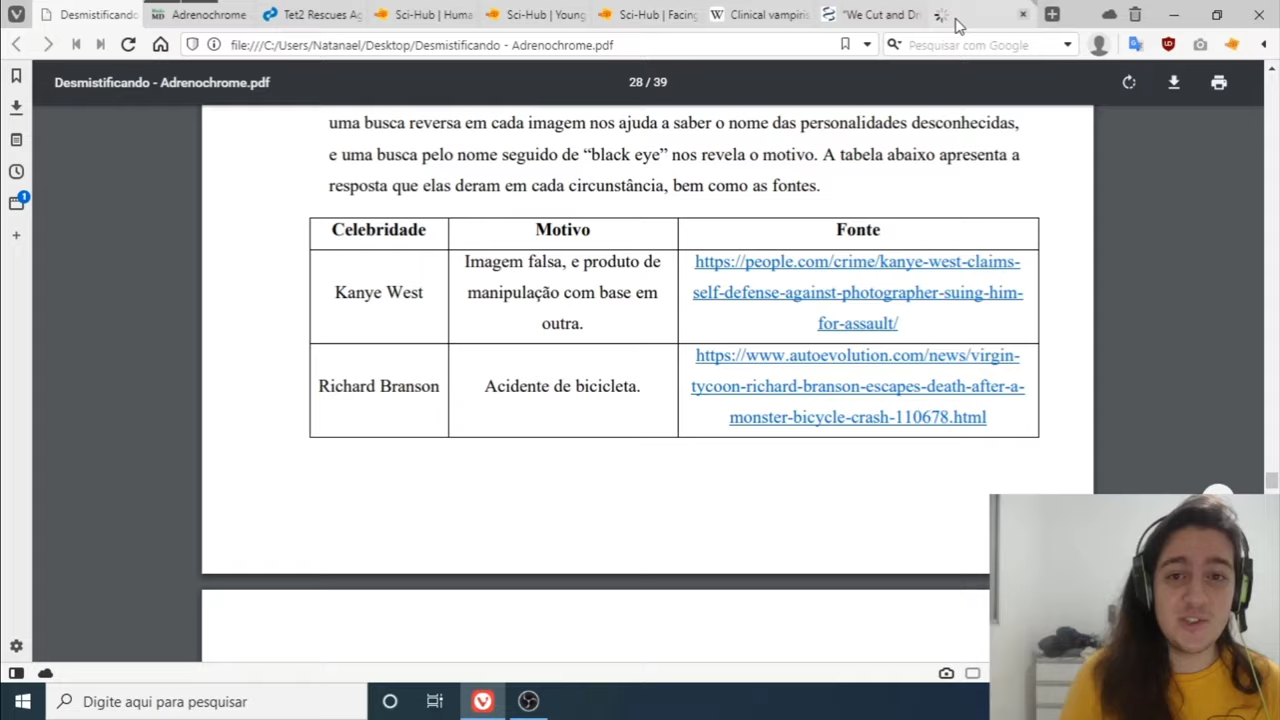 Desmistificando
Adrenochrome
Tet2 Rescues Ag
Sci-Hub | Huma
Sci-Hub | Young
Sci-Hub | Facing
Clinical vampiris
"We Cut and Dri
file:///C:/Users/Natanael/Desktop/Desmistificando - Adrenochrome.pdf
Pesquisar com Google
Desmistificando - Adrenochrome.pdf
28 / 39
uma busca reversa em cada imagem nos ajuda a saber o nome das personalidades desconhecidas,
e uma busca pelo nome seguido de “black eye” nos revela o motivo. A tabela abaixo apresenta a
resposta que elas deram em cada circunstância, bem como as fontes.
Celebridade
Motivo
Fonte
Kanye West
Imagem falsa, e produto de
manipulação com base em
outra.
https://people.com/crime/kanye-west-claims-
self-defense-against-photographer-suing-him-
for-assault/
Richard Branson
Acidente de bicicleta.
https://www.autoevolution.com/news/virgin-
tycoon-richard-branson-escapes-death-after-a-
monster-bicycle-crash-110678.html
1
Digite aqui para pesquisar